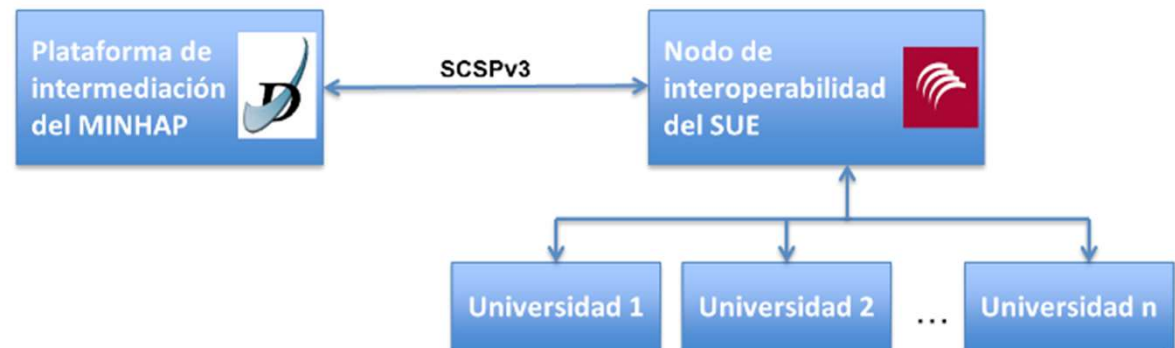 Plataforma de
intermediación
del MINHAP
D
SCSPv3
Nodo de
interoperabilidad
del SUE
Universidad 1
Universidad 2
...
Universidad n